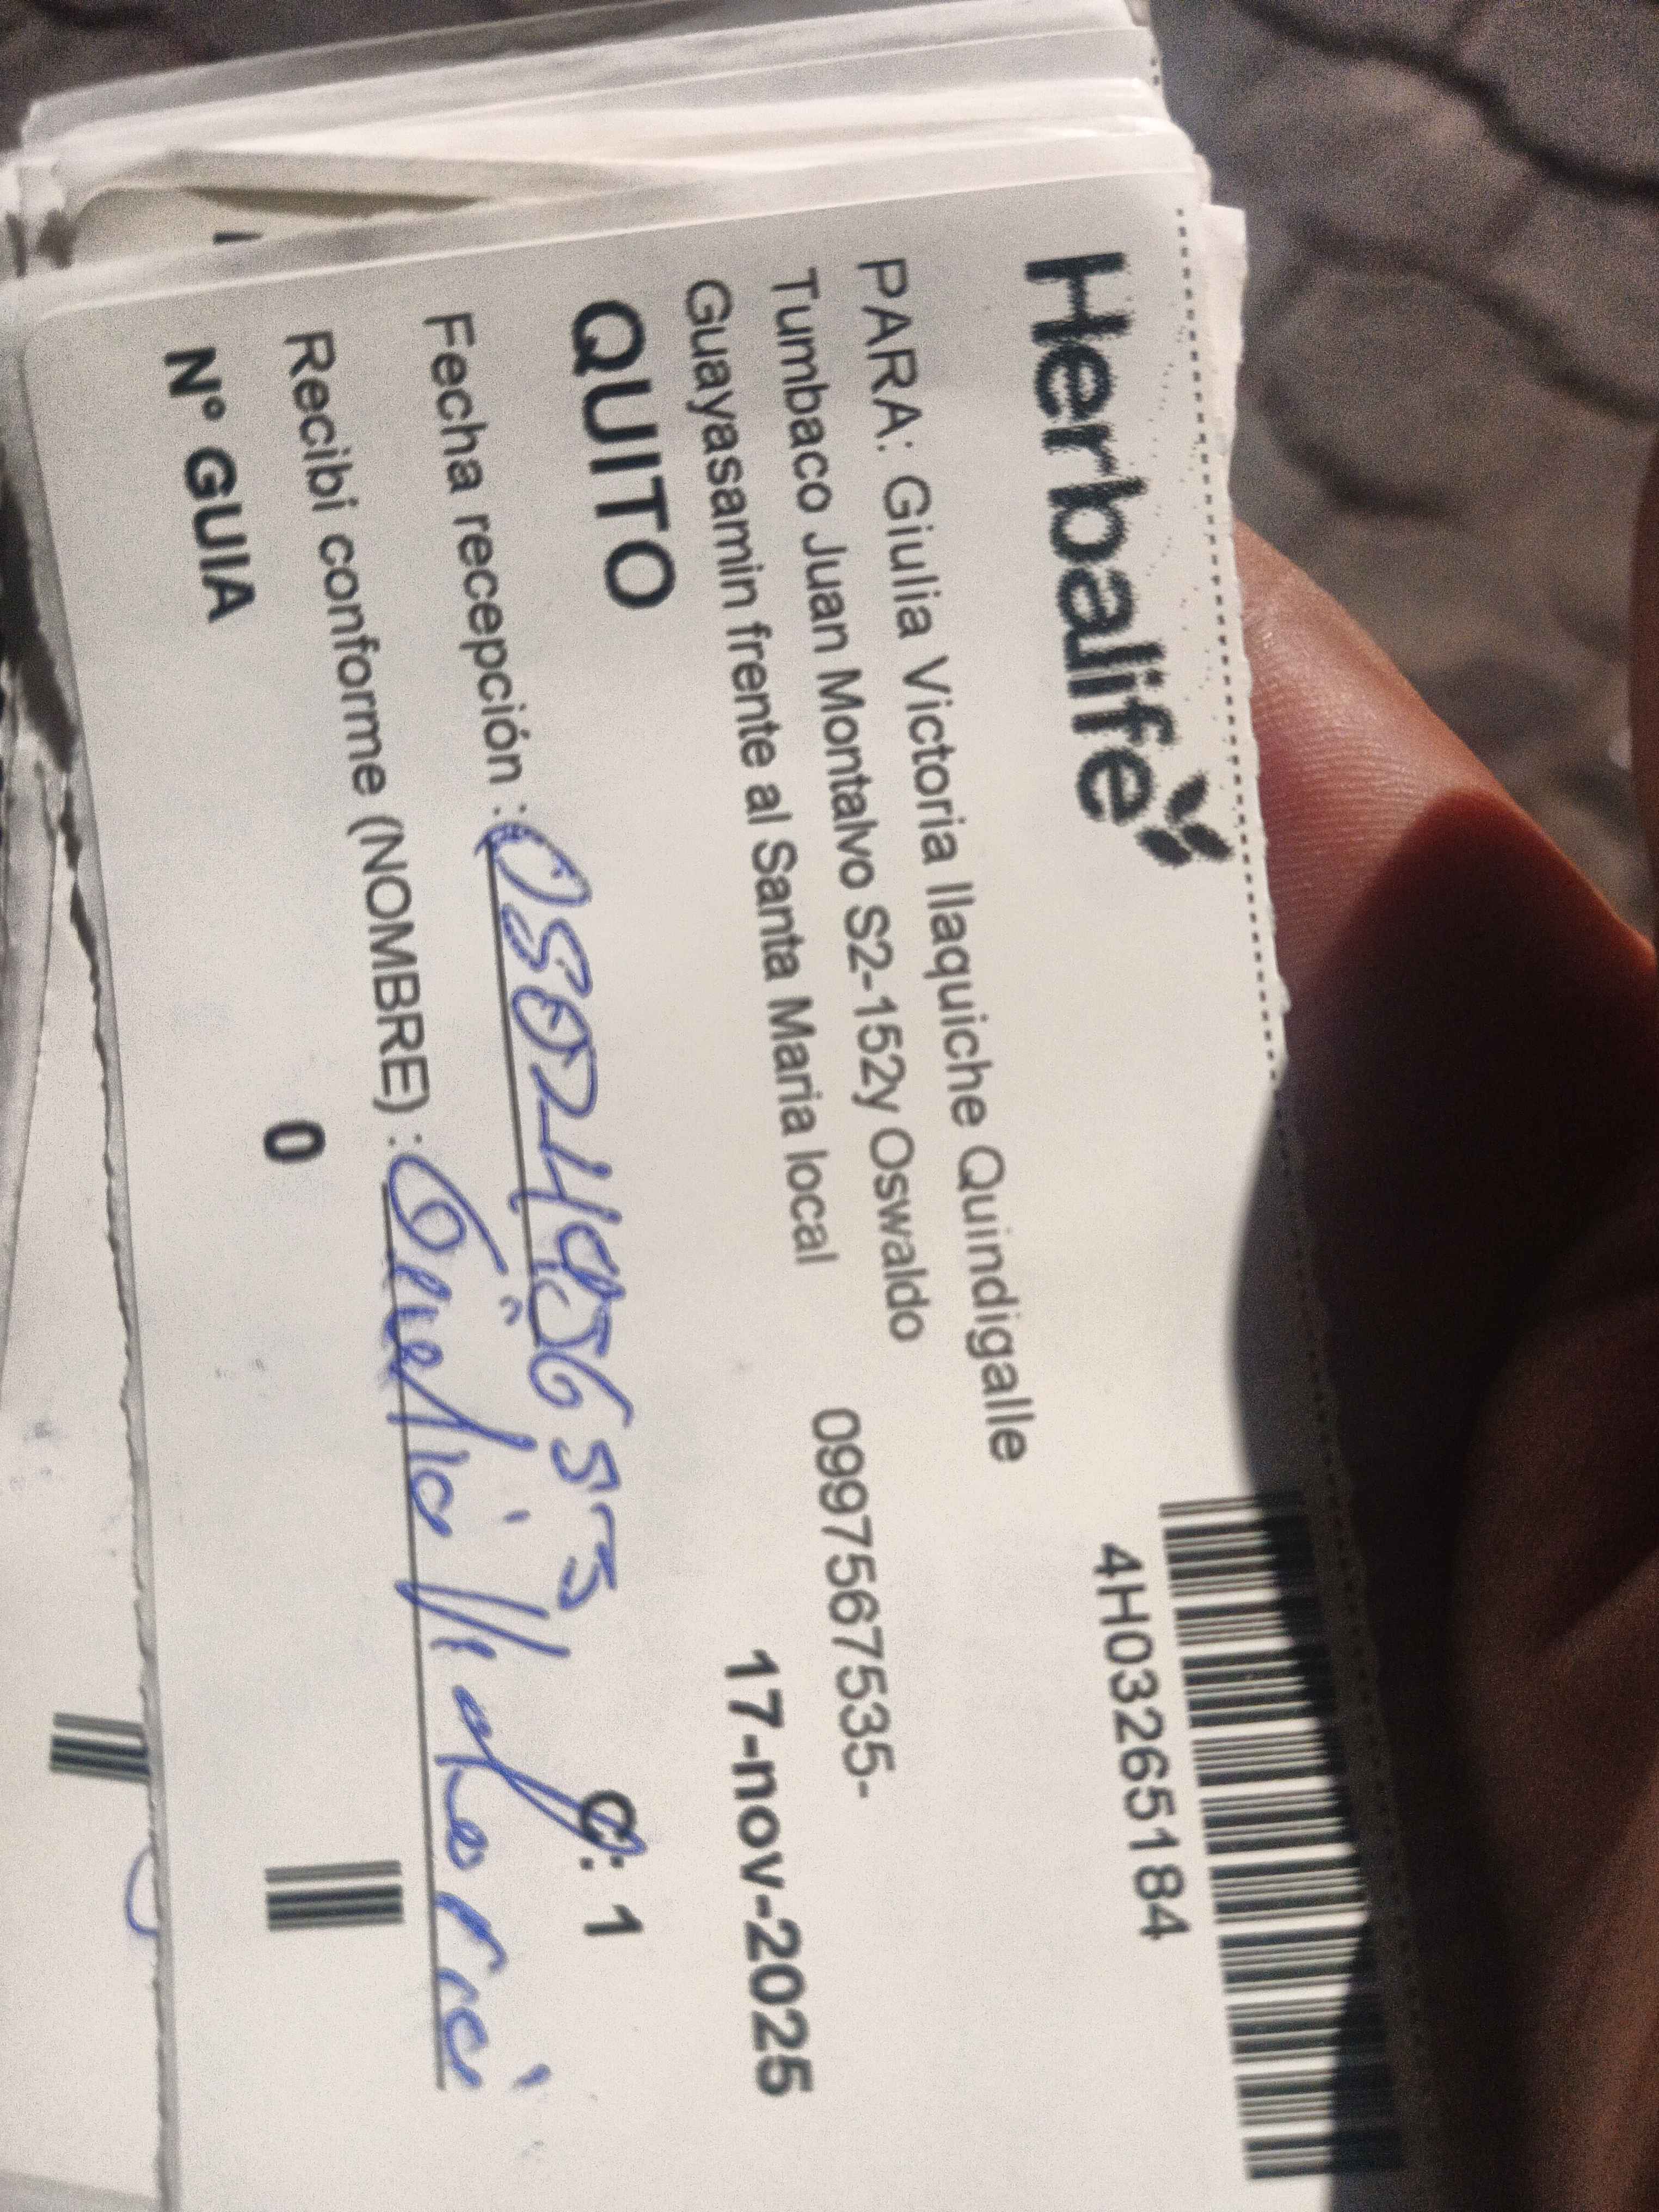 Herbalife
4H03265184
PARA: Giulia Victoria Ilaquiche Quindigalle
Tumbaco Juan Montalvo S2-152y Oswaldo
0997567535-
Guayasamin frente al Santa Maria local
17-nov-2025
QUITO
C: 1
Fecha recepción :
Recibi conforme (NOMBRE) :
N° GUIA
0